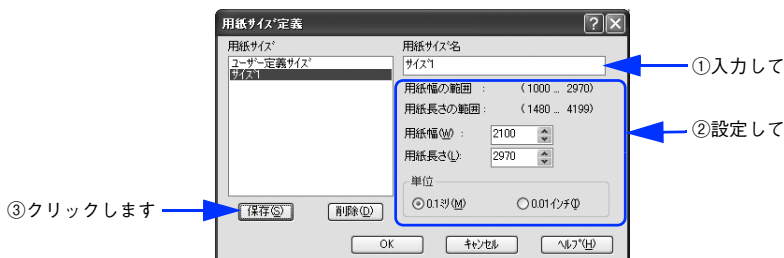 用紙サイズ定義
用紙サイズ
ユーザー定義サイズ
サイズ1
用紙サイズ名
サイズ1
①入力して
用紙幅の範囲 : (1000 .. 2970)
用紙長さの範囲 : (1480 .. 4199)
用紙幅(W) : 2100
②設定して
用紙長さ(L): 2970
単位
0.1ミリ(M) 0.01インチ(I)
③クリックします
保存(S) 削除(D)
OK キャンセル ヘルプ(H)